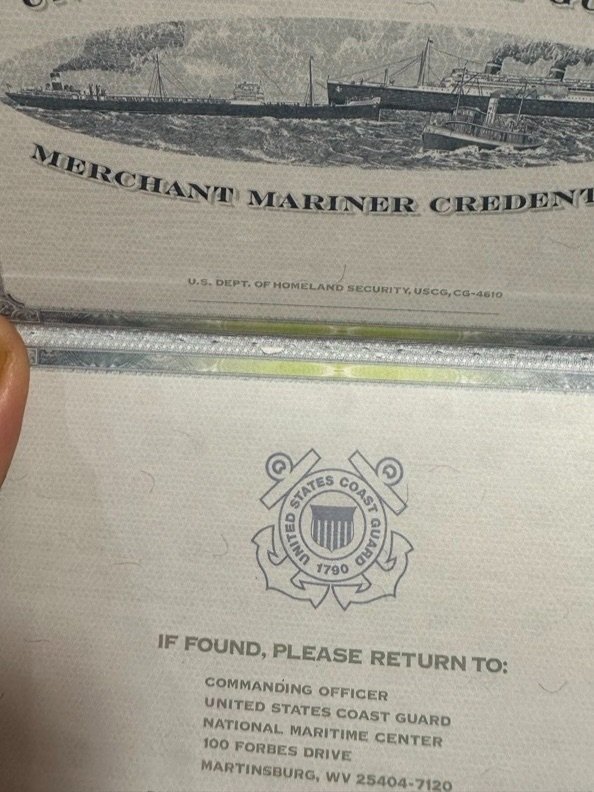 MERCHANT MARINER CREDENT
U.S. DEPT. OF HOMELAND SECURITY, USCG, CG-4610
UNITED STATES COAST GUARD
1790
IF FOUND, PLEASE RETURN TO:
COMMANDING OFFICER
UNITED STATES COAST GUARD
NATIONAL MARITIME CENTER
100 FORBES DRIVE
MARTINSBURG, WV 25404-7120